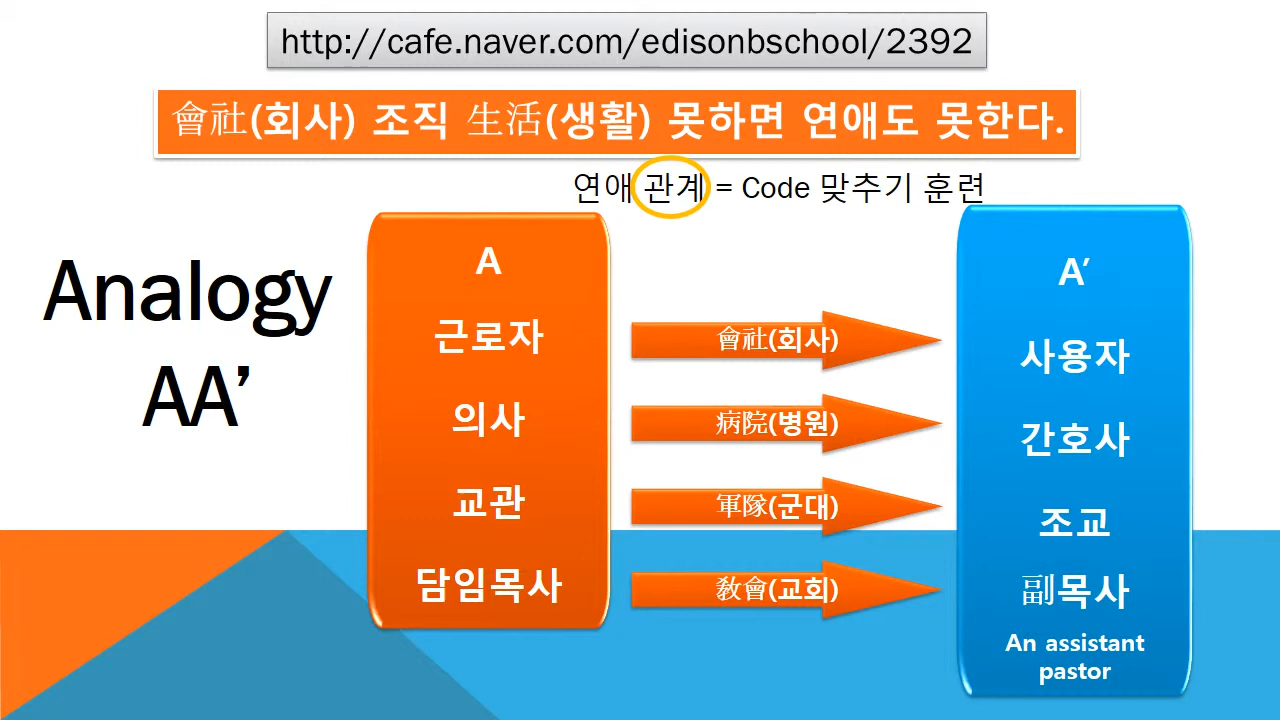 http://cafe.naver.com/edisonbschool/2392
會社(회사) 조직 生活(생활) 못하면 연애도 못한다.
연애 관계 = Code 맞추기 훈련
Analogy
AA’
A
근로자
의사
교관
담임목사
會社(회사)
病院(병원)
軍隊(군대)
敎會(교회)
A’
사용자
간호사
조교
副목사
An assistant
pastor